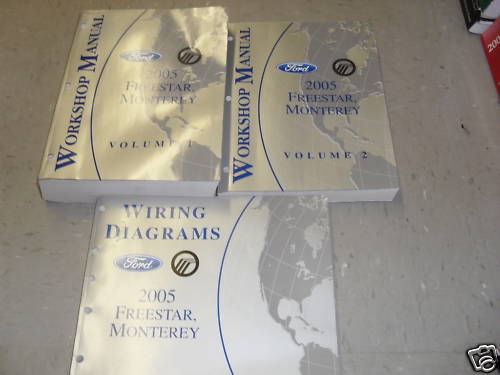 WORKSHOP MANUAL
Ford
2005
FREESTAR,
MONTEREY
VOLUME 1
WORKSHOP MANUAL
Ford
2005
FREESTAR,
MONTEREY
VOLUME 2
WIRING
DIAGRAMS
Ford
2005
FREESTAR,
MONTEREY